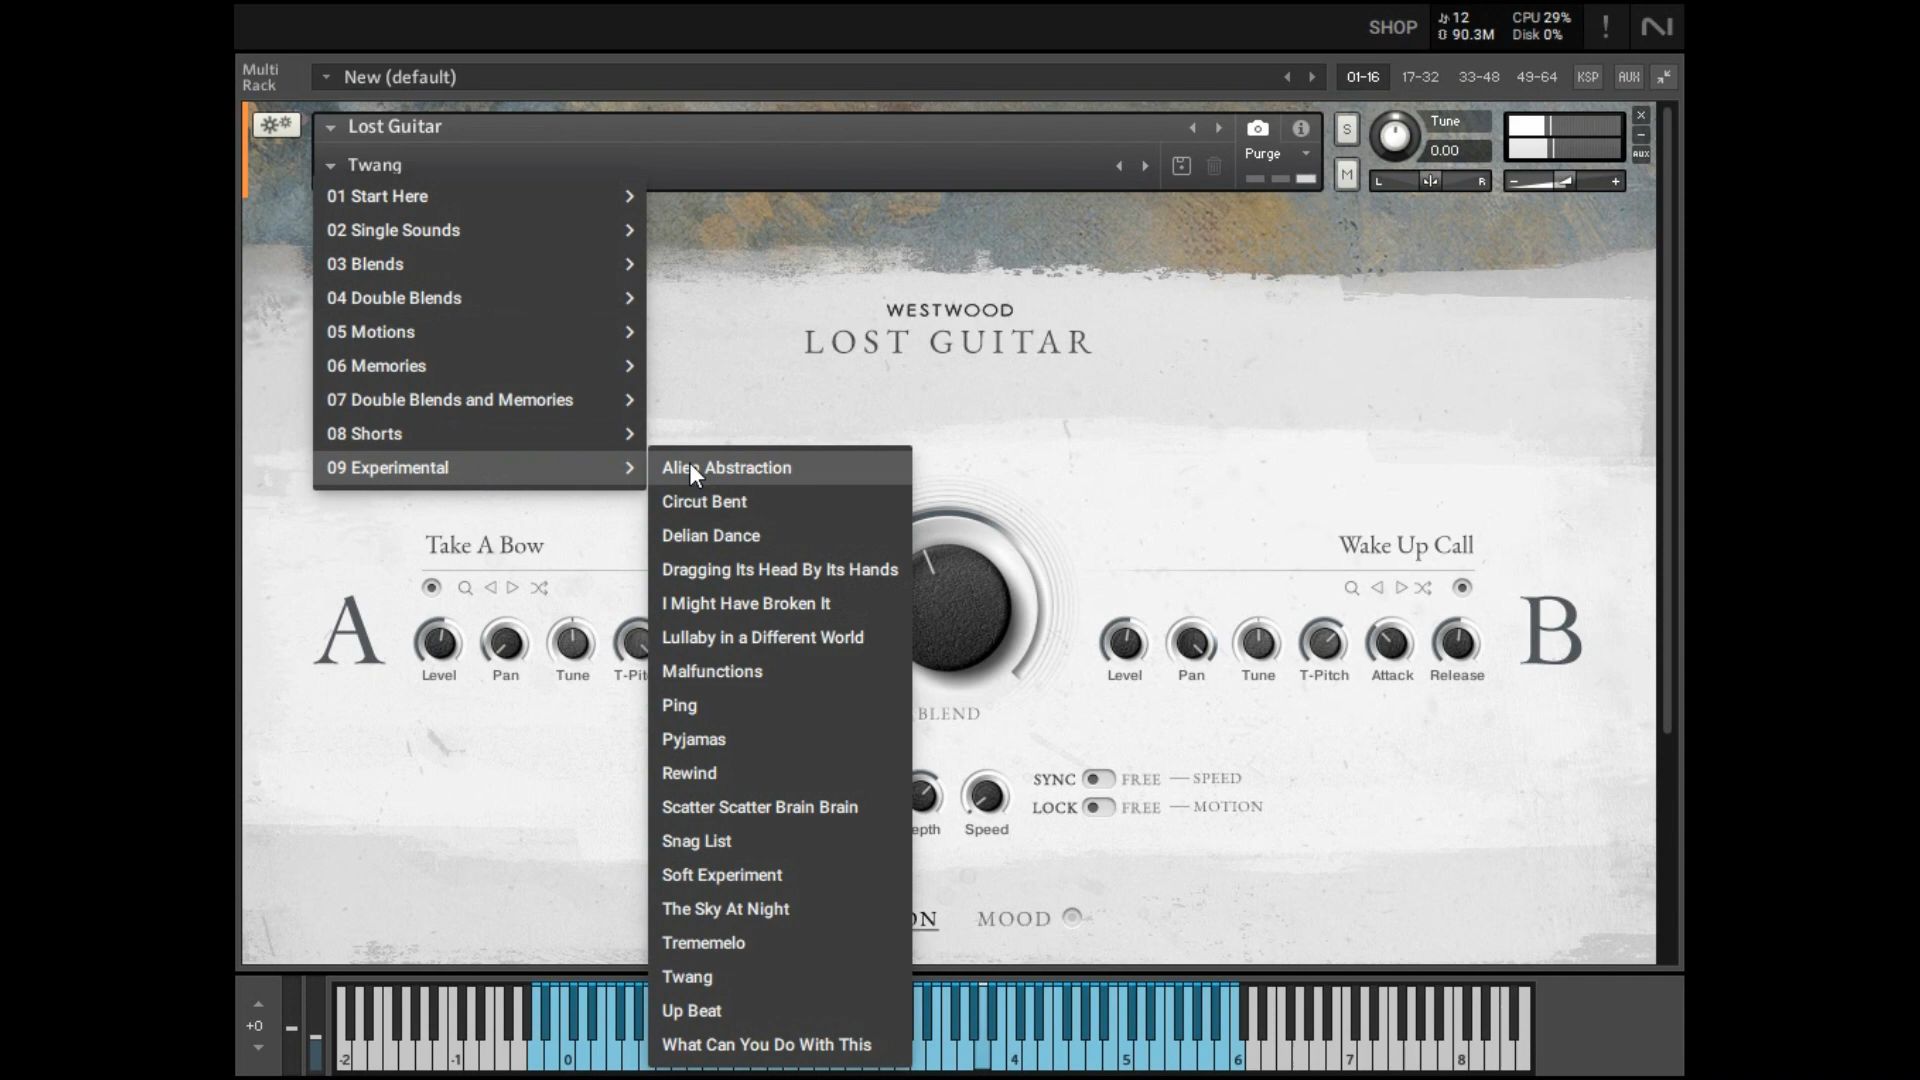 SHOP
12
90.3M
CPU 29%
Disk 0%
!
Multi
Rack
New (default)
01-16
17-32
33-48
49-64
KSP
AUX
Lost Guitar
Twang
Purge
S
M
Tune
0.00
L
R
AUX
01 Start Here
02 Single Sounds
03 Blends
04 Double Blends
05 Motions
06 Memories
07 Double Blends and Memories
08 Shorts
09 Experimental
Alien Abstraction
Circut Bent
Delian Dance
Dragging Its Head By Its Hands
I Might Have Broken It
Lullaby in a Different World
Malfunctions
Ping
Pyjamas
Rewind
Scatter Scatter Brain Brain
Snag List
Soft Experiment
The Sky At Night
Trememelo
Twang
Up Beat
What Can You Do With This
WESTWOOD
LOST GUITAR
Take A Bow
A
Level
Pan
Tune
T-Pit
BLEND
Wake Up Call
B
Level
Pan
Tune
T-Pitch
Attack
Release
epth
Speed
SYNC FREE — SPEED
LOCK FREE — MOTION
ON
MOOD
+0
-2
-1
0
4
5
6
7
8